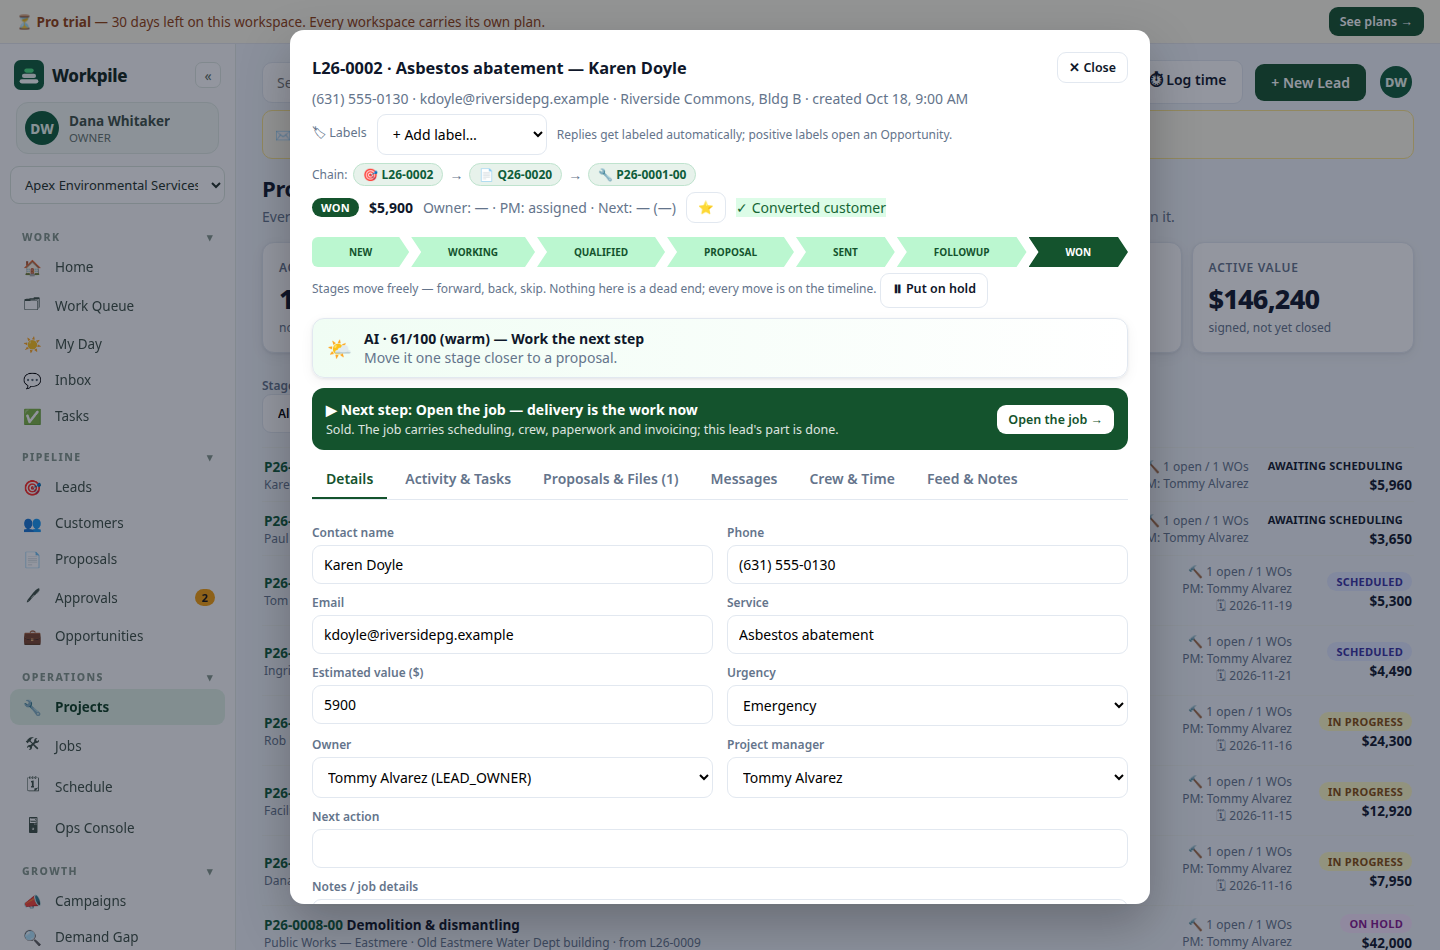 ⏳ Pro trial — 30 days left on this workspace. Every workspace carries its own plan.
See plans →
Workpile
«
DW
Dana Whitaker
OWNER
Apex Environmental Services
WORK
Home
Work Queue
My Day
Inbox
Tasks
PIPELINE
Leads
Customers
Proposals
Approvals
2
Opportunities
OPERATIONS
Projects
Jobs
Schedule
Ops Console
GROWTH
Campaigns
Demand Gap
Log time
+ New Lead
DW
n it.
ACTIVE VALUE
$146,240
signed, not yet closed
L26-0002 · Asbestos abatement — Karen Doyle
✕ Close
(631) 555-0130 · kdoyle@riversidepg.example · Riverside Commons, Bldg B · created Oct 18, 9:00 AM
Labels
+ Add label…
Replies get labeled automatically; positive labels open an Opportunity.
Chain: L26-0002 → Q26-0020 → P26-0001-00
WON $5,900 Owner: — · PM: assigned · Next: — (—) ⭐ ✓ Converted customer
NEW WORKING QUALIFIED PROPOSAL SENT FOLLOWUP WON
Stages move freely — forward, back, skip. Nothing here is a dead end; every move is on the timeline. ⏸ Put on hold
AI · 61/100 (warm) — Work the next step
Move it one stage closer to a proposal.
▶ Next step: Open the job — delivery is the work now
Sold. The job carries scheduling, crew, paperwork and invoicing; this lead's part is done.
Open the job →
Details Activity & Tasks Proposals & Files (1) Messages Crew & Time Feed & Notes
Contact name
Karen Doyle
Phone
(631) 555-0130
Email
kdoyle@riversidepg.example
Service
Asbestos abatement
Estimated value ($)
5900
Urgency
Emergency
Owner
Tommy Alvarez (LEAD_OWNER)
Project manager
Tommy Alvarez
Next action
Notes / job details
1 open / 1 WOs
Tommy Alvarez
AWAITING SCHEDULING
$5,960
1 open / 1 WOs
Tommy Alvarez
AWAITING SCHEDULING
$3,650
1 open / 1 WOs
PM: Tommy Alvarez
2026-11-19
SCHEDULED
$5,300
1 open / 1 WOs
PM: Tommy Alvarez
2026-11-21
SCHEDULED
$4,490
1 open / 1 WOs
PM: Tommy Alvarez
2026-11-16
IN PROGRESS
$24,300
1 open / 1 WOs
PM: Tommy Alvarez
2026-11-15
IN PROGRESS
$12,920
1 open / 1 WOs
PM: Tommy Alvarez
2026-11-16
IN PROGRESS
$7,950
P26-0008-00 Demolition & dismantling
Public Works — Eastmere · Old Eastmere Water Dept building · from L26-0009
1 open / 1 WOs
PM: Tommy Alvarez
ON HOLD
$42,000